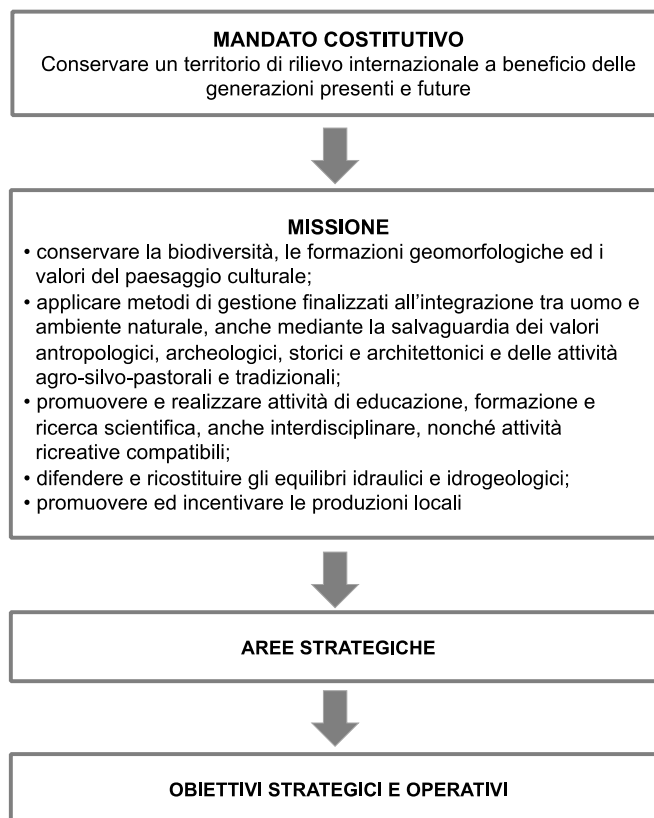 MANDATO COSTITUTIVO
Conservare un territorio di rilievo internazionale a beneficio delle
generazioni presenti e future
MISSIONE
• conservare la biodiversità, le formazioni geomorfologiche ed i
valori del paesaggio culturale;
• applicare metodi di gestione finalizzati all'integrazione tra uomo e
ambiente naturale, anche mediante la salvaguardia dei valori
antropologici, archeologici, storici e architettonici e delle attività
agro-silvo-pastorali e tradizionali;
• promuovere e realizzare attività di educazione, formazione e
ricerca scientifica, anche interdisciplinare, nonché attività
ricreative compatibili;
• difendere e ricostituire gli equilibri idraulici e idrogeologici;
• promuovere ed incentivare le produzioni locali
AREE STRATEGICHE
OBIETTIVI STRATEGICI E OPERATIVI